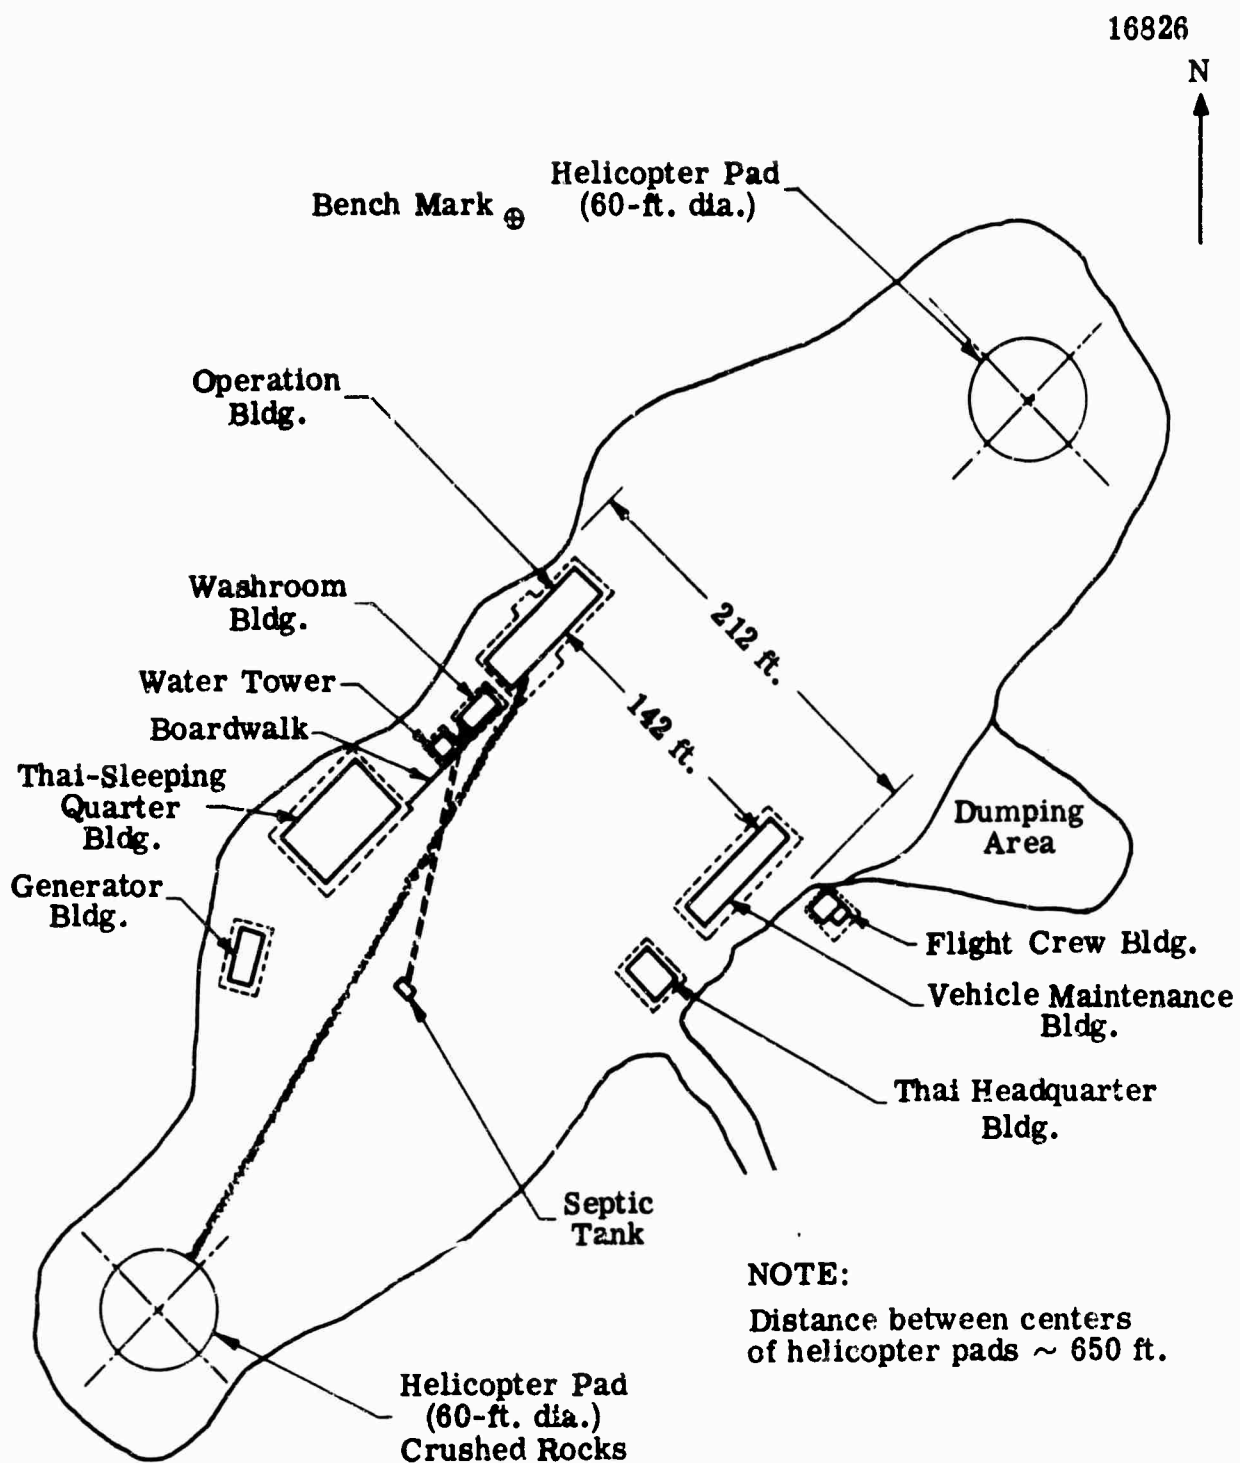 16826
N
Helicopter Pad
(60-ft. dia.)
Bench Mark
Operation
Bldg.
Washroom
Bldg.
212 ft.
Water Tower
142 ft.
Boardwalk
Thai-Sleeping
Quarter
Bldg.
Dumping
Area
Generator
Bldg.
Flight Crew Bldg.
Vehicle Maintenance
Bldg.
Thai Headquarter
Bldg.
Septic
Tank
NOTE:
Distance between centers
of helicopter pads ~ 650 ft.
Helicopter Pad
(60-ft. dia.)
Crushed Rocks